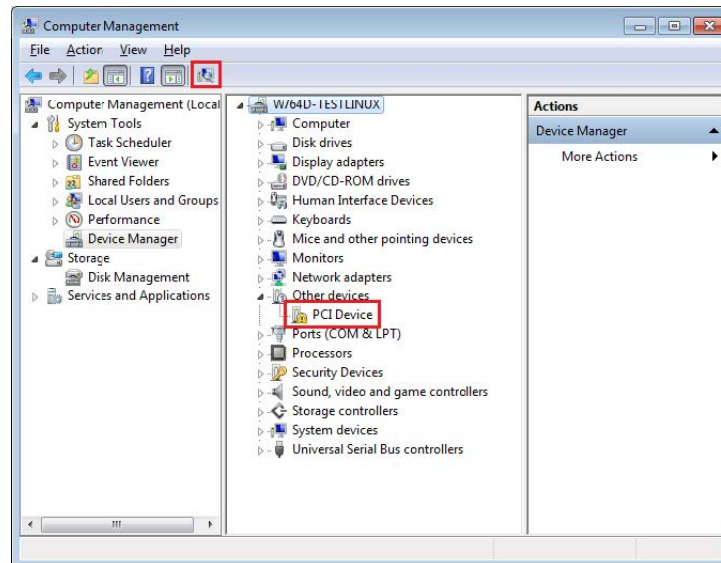 Computer Management
File Action View Help
Computer Management (Local
System Tools
Task Scheduler
Event Viewer
Shared Folders
Local Users and Groups
Performance
Device Manager
Storage
Disk Management
Services and Applications
W764D-TESTLINUX
Computer
Disk drives
Display adapters
DVD/CD-ROM drives
Human Interface Devices
Keyboards
Mice and other pointing devices
Monitors
Network adapters
Other devices
PCI Device
Ports (COM & LPT)
Processors
Security Devices
Sound, video and game controllers
Storage controllers
System devices
Universal Serial Bus controllers
Actions
Device Manager
More Actions